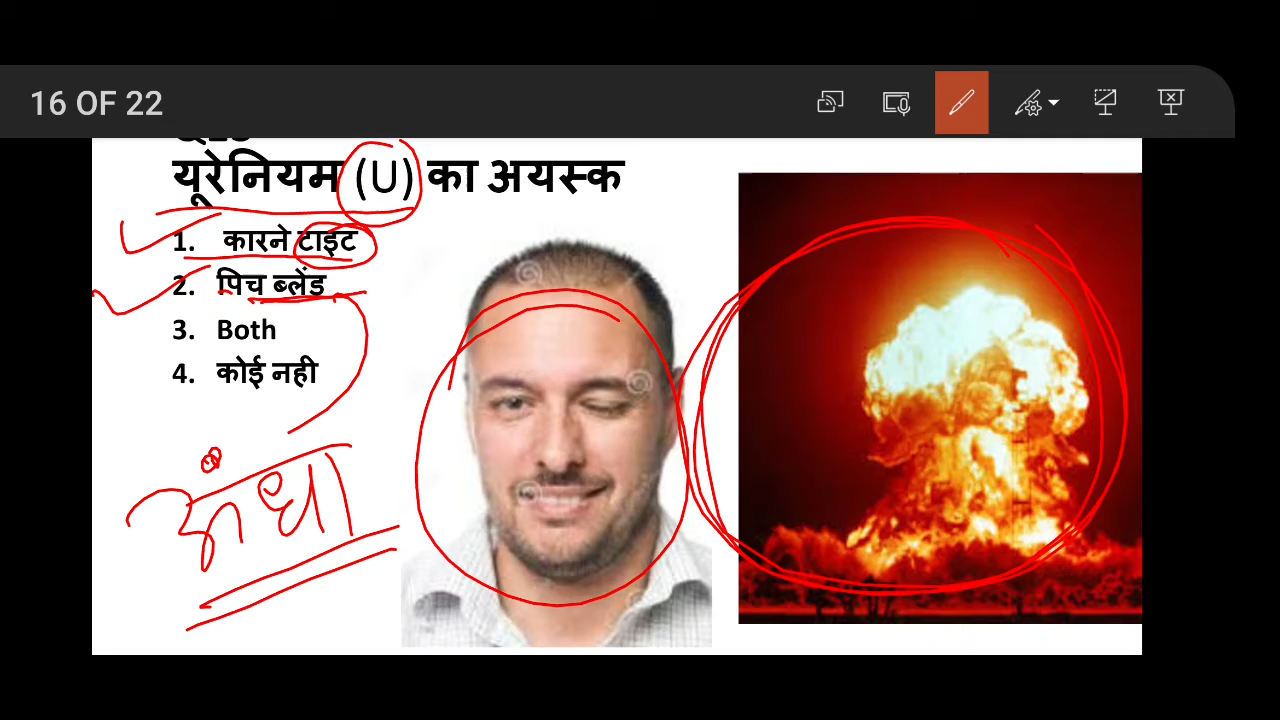 16 OF 22
यूरेनियम (U) का अयस्क
1. कारने टाइट
2. पिच ब्लेंड
3. Both
4. कोई नही
अंधा